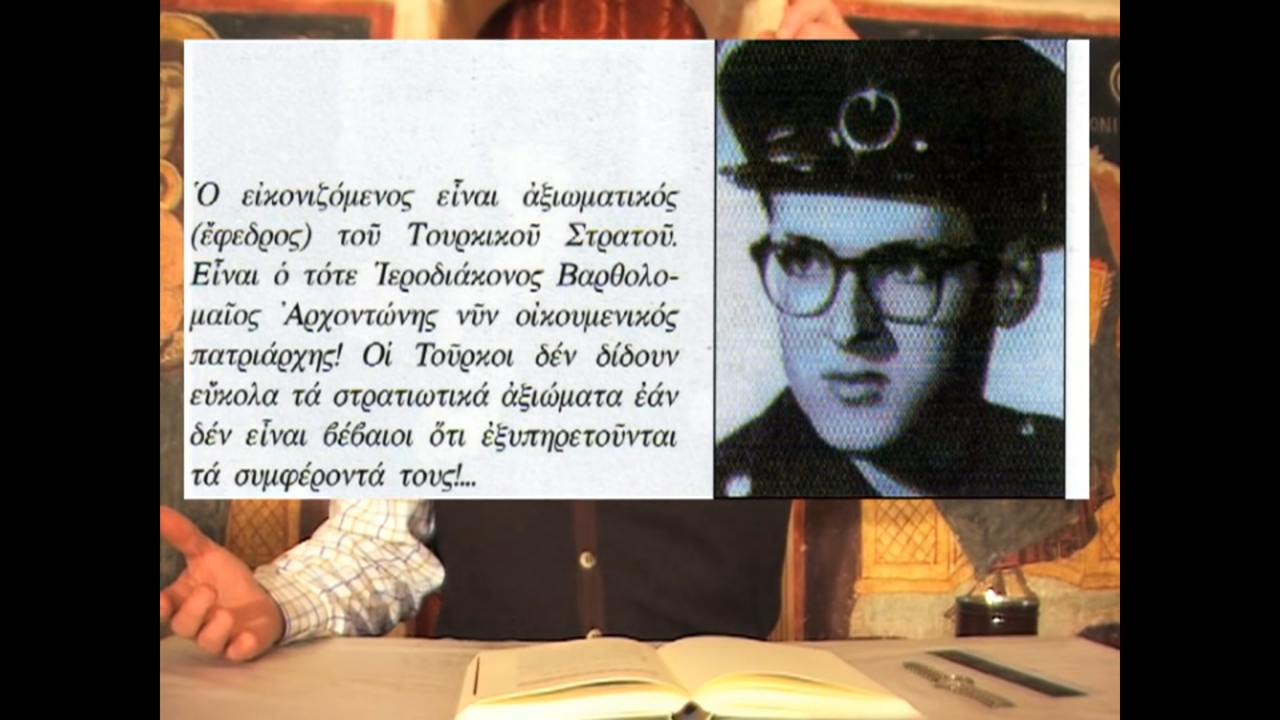 Ὁ εἰκονιζόμενος εἶναι ἀξιωματικός
(ἔφεδρος) τοῦ Τουρκικοῦ Στρατοῦ.
Εἶναι ὁ τότε Ἱεροδιάκονος Βαρθολο-
μαῖος Ἀρχοντώνης νῦν οἰκουμενικός
πατριάρχης! Οἱ Τοῦρκοι δέν δίδουν
εὔκολα τά στρατιωτικά ἀξιώματα ἐάν
δέν εἶναι βέβαιοι ὅτι ἐξυπηρετοῦνται
τά συμφέροντά τους!...